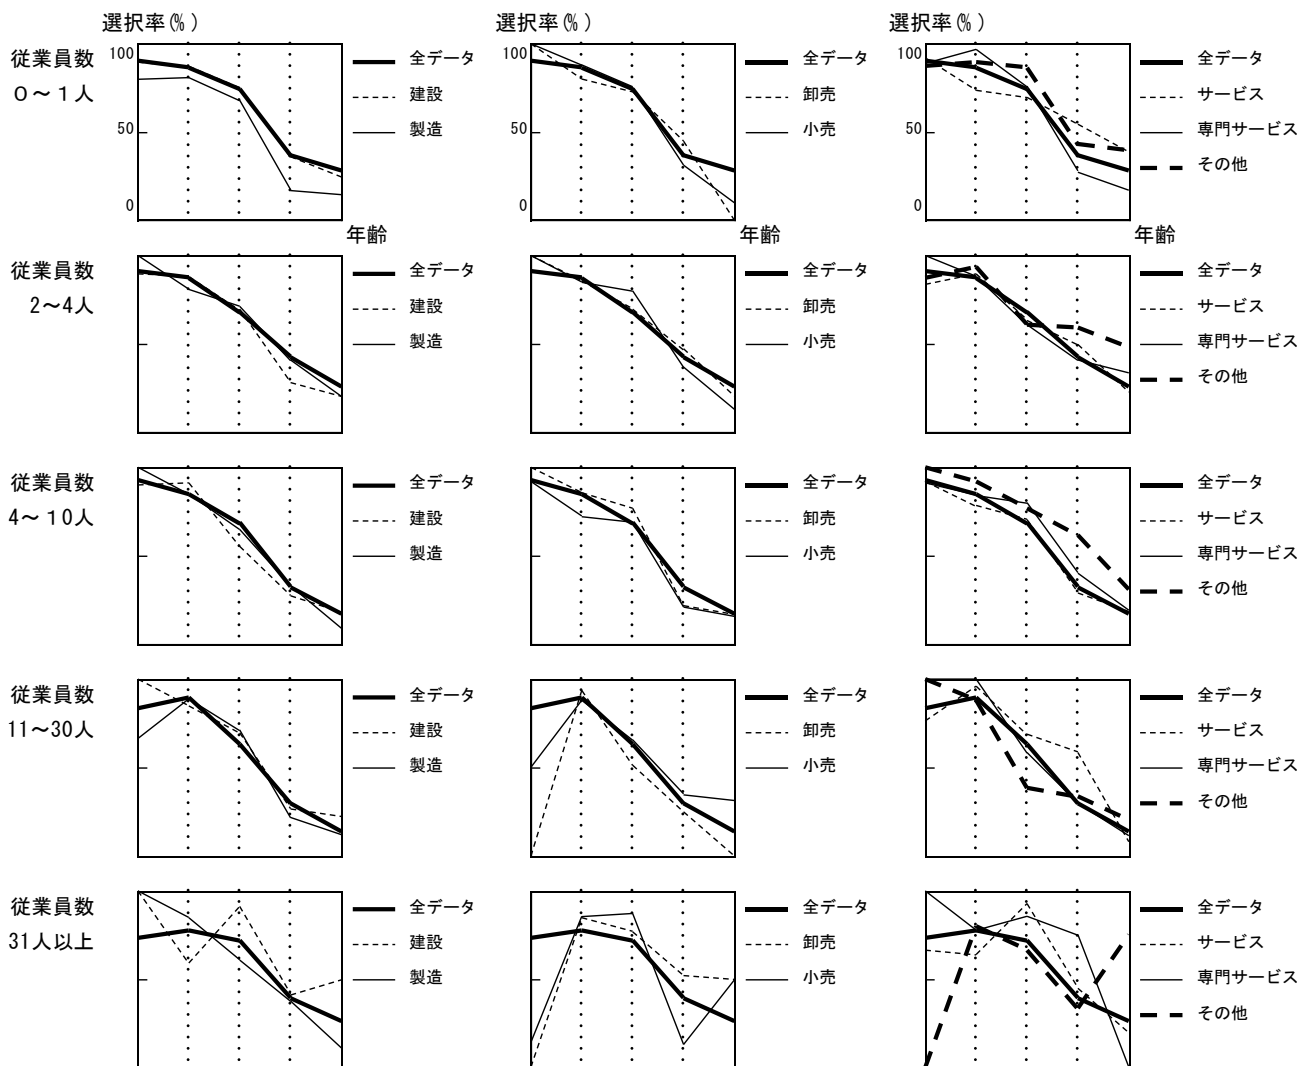 選択率(%)
選択率(%)
選択率(%)
従業員数
0～1人
100
50
0
全データ
建設
製造
100
50
0
全データ
卸売
小売
100
50
0
全データ
サービス
専門サービス
その他
年齢
年齢
年齢
従業員数
2～4人
全データ
建設
製造
全データ
卸売
小売
全データ
サービス
専門サービス
その他
従業員数
4～10人
全データ
建設
製造
全データ
卸売
小売
全データ
サービス
専門サービス
その他
従業員数
11～30人
全データ
建設
製造
全データ
卸売
小売
全データ
サービス
専門サービス
その他
従業員数
31人以上
全データ
建設
製造
全データ
卸売
小売
全データ
サービス
専門サービス
その他